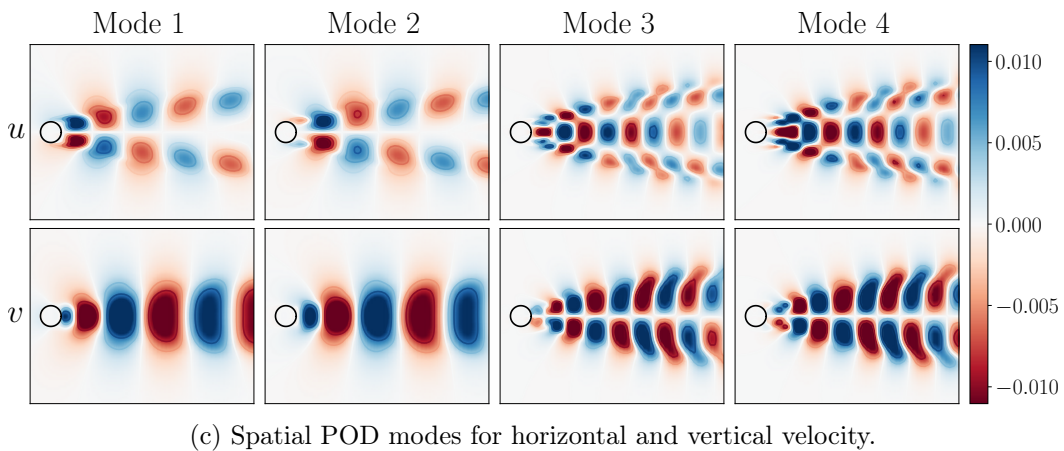 Mode 1 Mode 2 Mode 3 Mode 4
u
v
0.010
0.005
0.000
−0.005
−0.010
(c) Spatial POD modes for horizontal and vertical velocity.